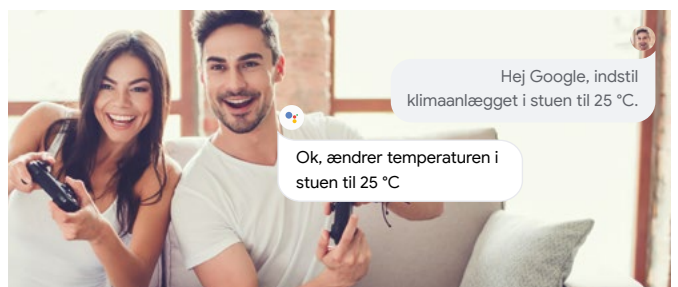 Hej Google, indstil
klimaanlægget i stuen til 25 °C.
Ok, ændrer temperaturen i
stuen til 25 °C